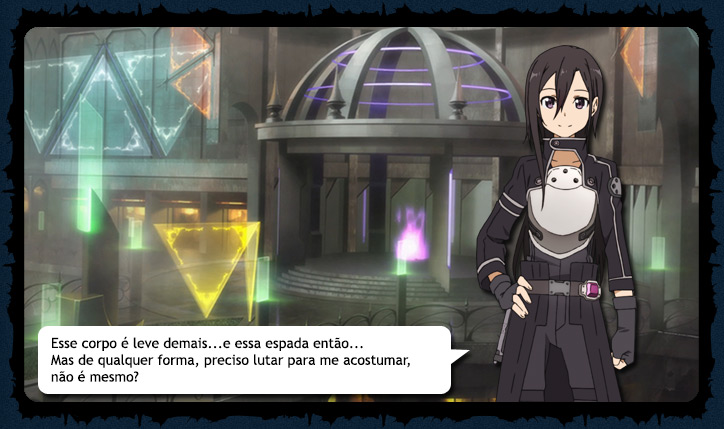 Esse corpo é leve demais...e essa espada então...
Mas de qualquer forma, preciso lutar para me acostumar,
não é mesmo?